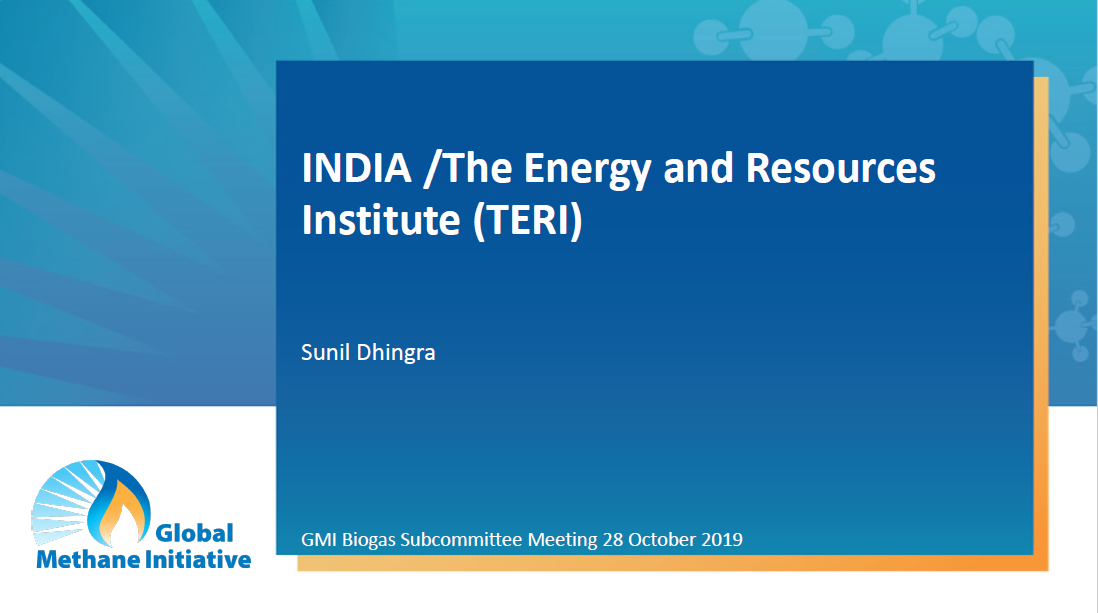 INDIA /The Energy and Resources
Institute (TERI)
Sunil Dhingra
GMI Biogas Subcommittee Meeting 28 October 2019
Global
Methane Initiative